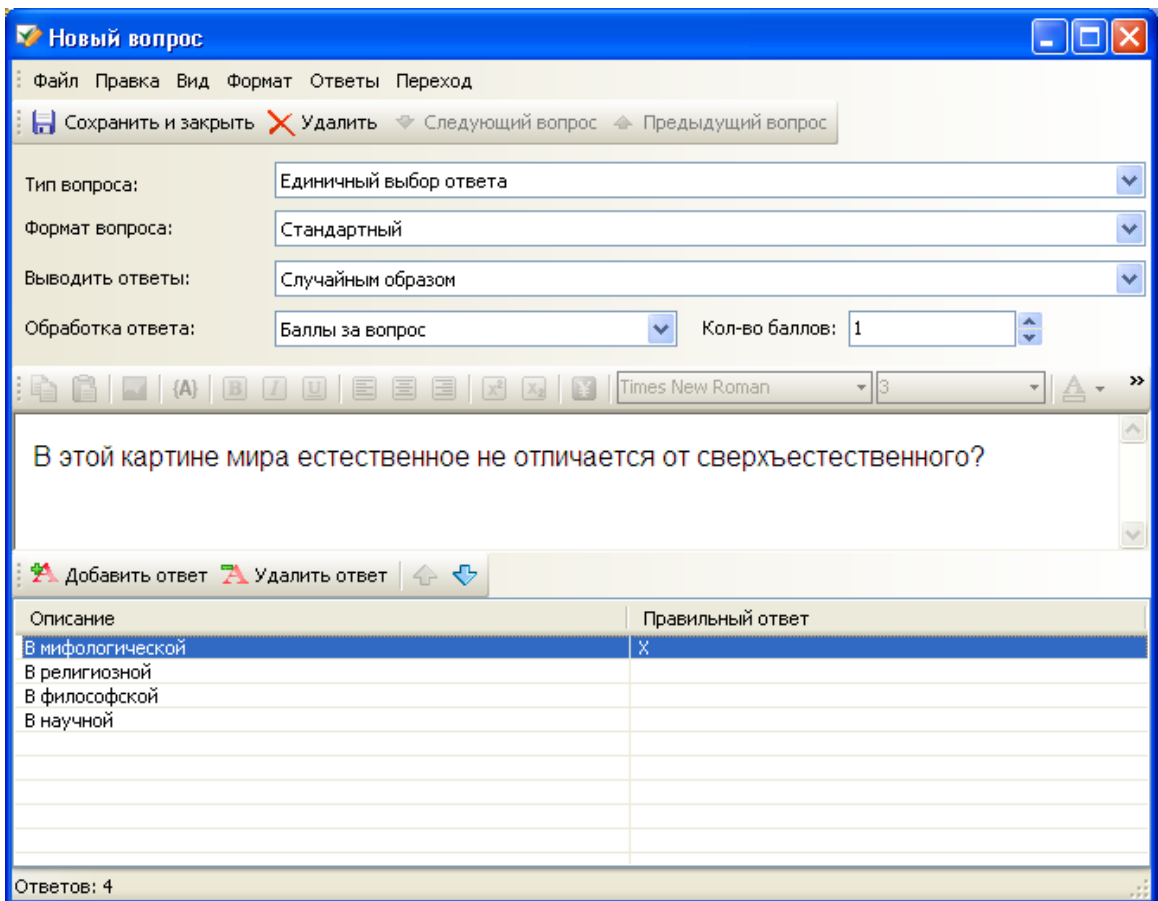 Новый вопрос
Файл Правка Вид Формат Ответы Переход
Сохранить и закрыть Удалить Следующий вопрос Предыдущий вопрос
Тип вопроса: Единичный выбор ответа
Формат вопроса: Стандартный
Выводить ответы: Случайным образом
Обработка ответа: Баллы за вопрос Кол-во баллов: 1
{A} B I U x² x₂ Times New Roman 3 A »
В этой картине мира естественное не отличается от сверхъестественного?
Добавить ответ Удалить ответ
Описание Правильный ответ
В мифологической X
В религиозной
В философской
В научной
Ответов: 4